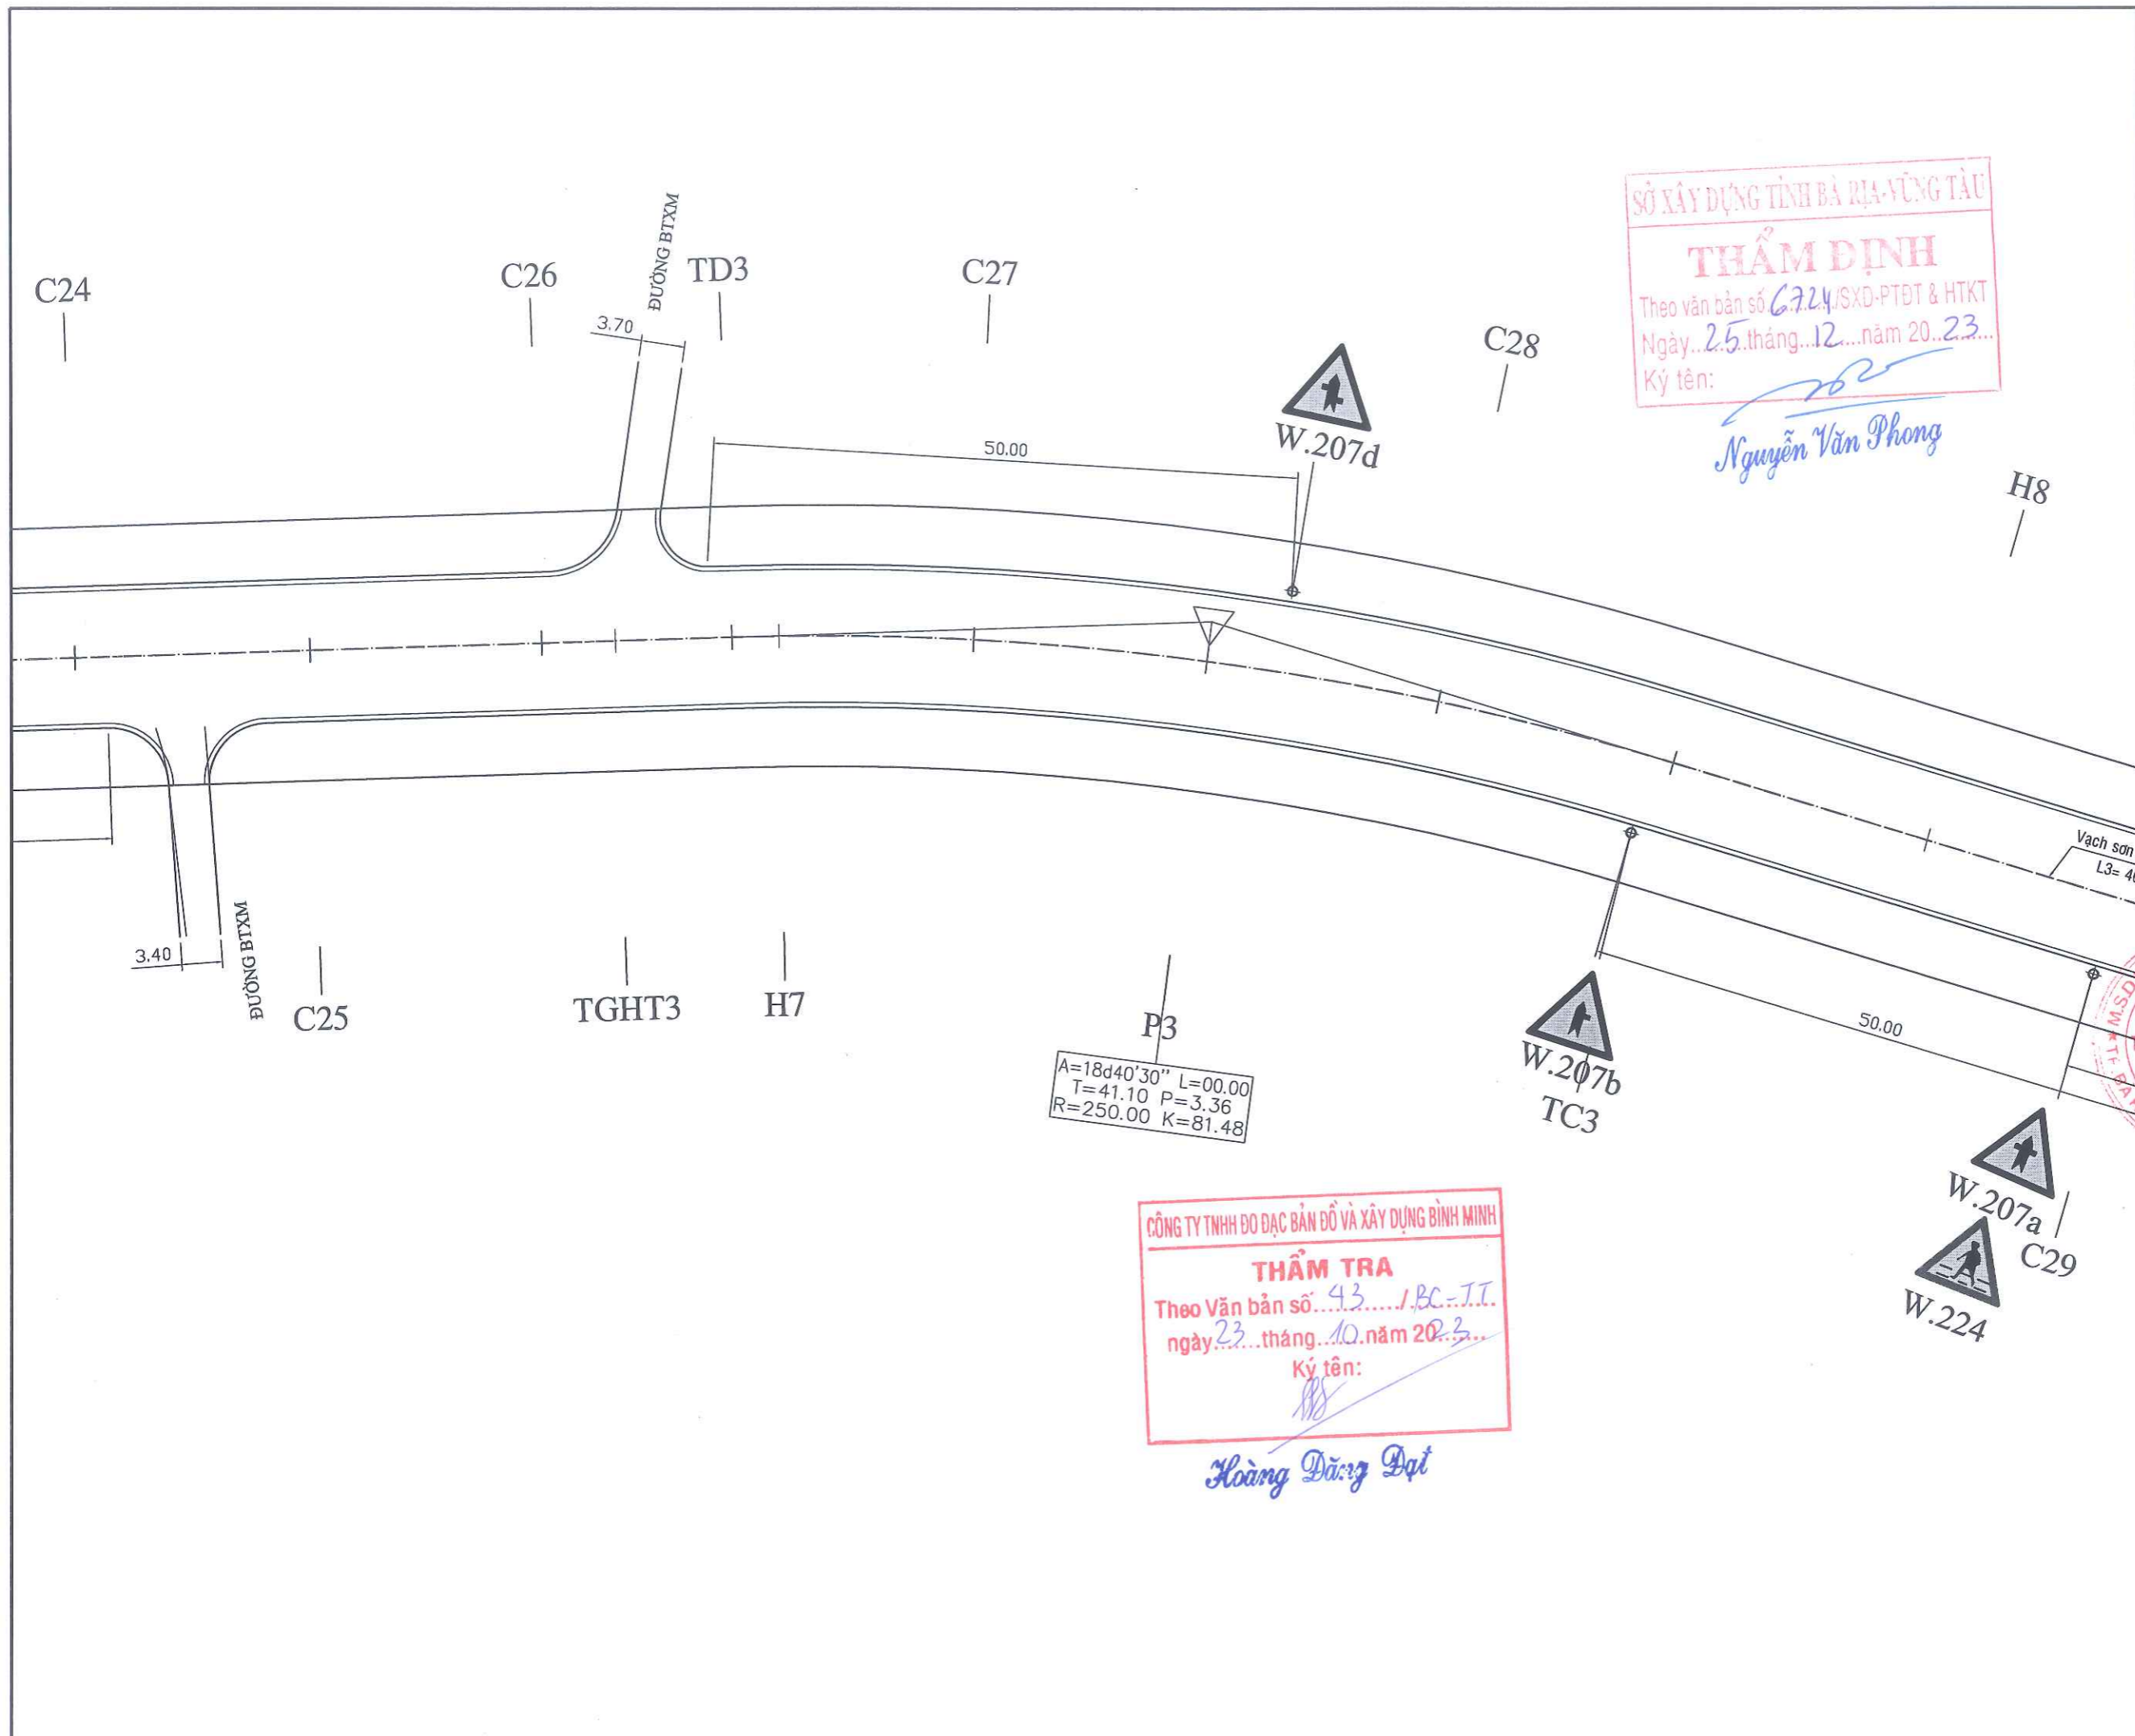 SỞ XÂY DỰNG TỈNH BÀ RỊA-VŨNG TÀU
THẨM ĐỊNH
Theo văn bản số 6724/SXD-PTĐT & HTKT
Ngày...25...tháng...12...năm 20..23...
Ký tên:
Nguyễn Văn Phong
C24
C26
ĐƯỜNG BTXM
TD3
C27
C28
H8
3.70
50.00
W.207d
Vạch sơn
L3= 
3.40
ĐƯỜNG BTXM
C25
TGHT3
H7
P3
A=18d40'30" L=00.00
T=41.10 P=3.36
R=250.00 K=81.48
W.207b
TC3
50.00
W.207a
C29
W.224
M.S.D
T.P. BÀ
CÔNG TY TNHH ĐO ĐẠC BẢN ĐỒ VÀ XÂY DỰNG BÌNH MINH
THẨM TRA
Theo Văn bản số...43....../.BC-TT.
ngày 23...tháng...10..năm 2023...
Ký tên:
Hoàng Đăng Đạt